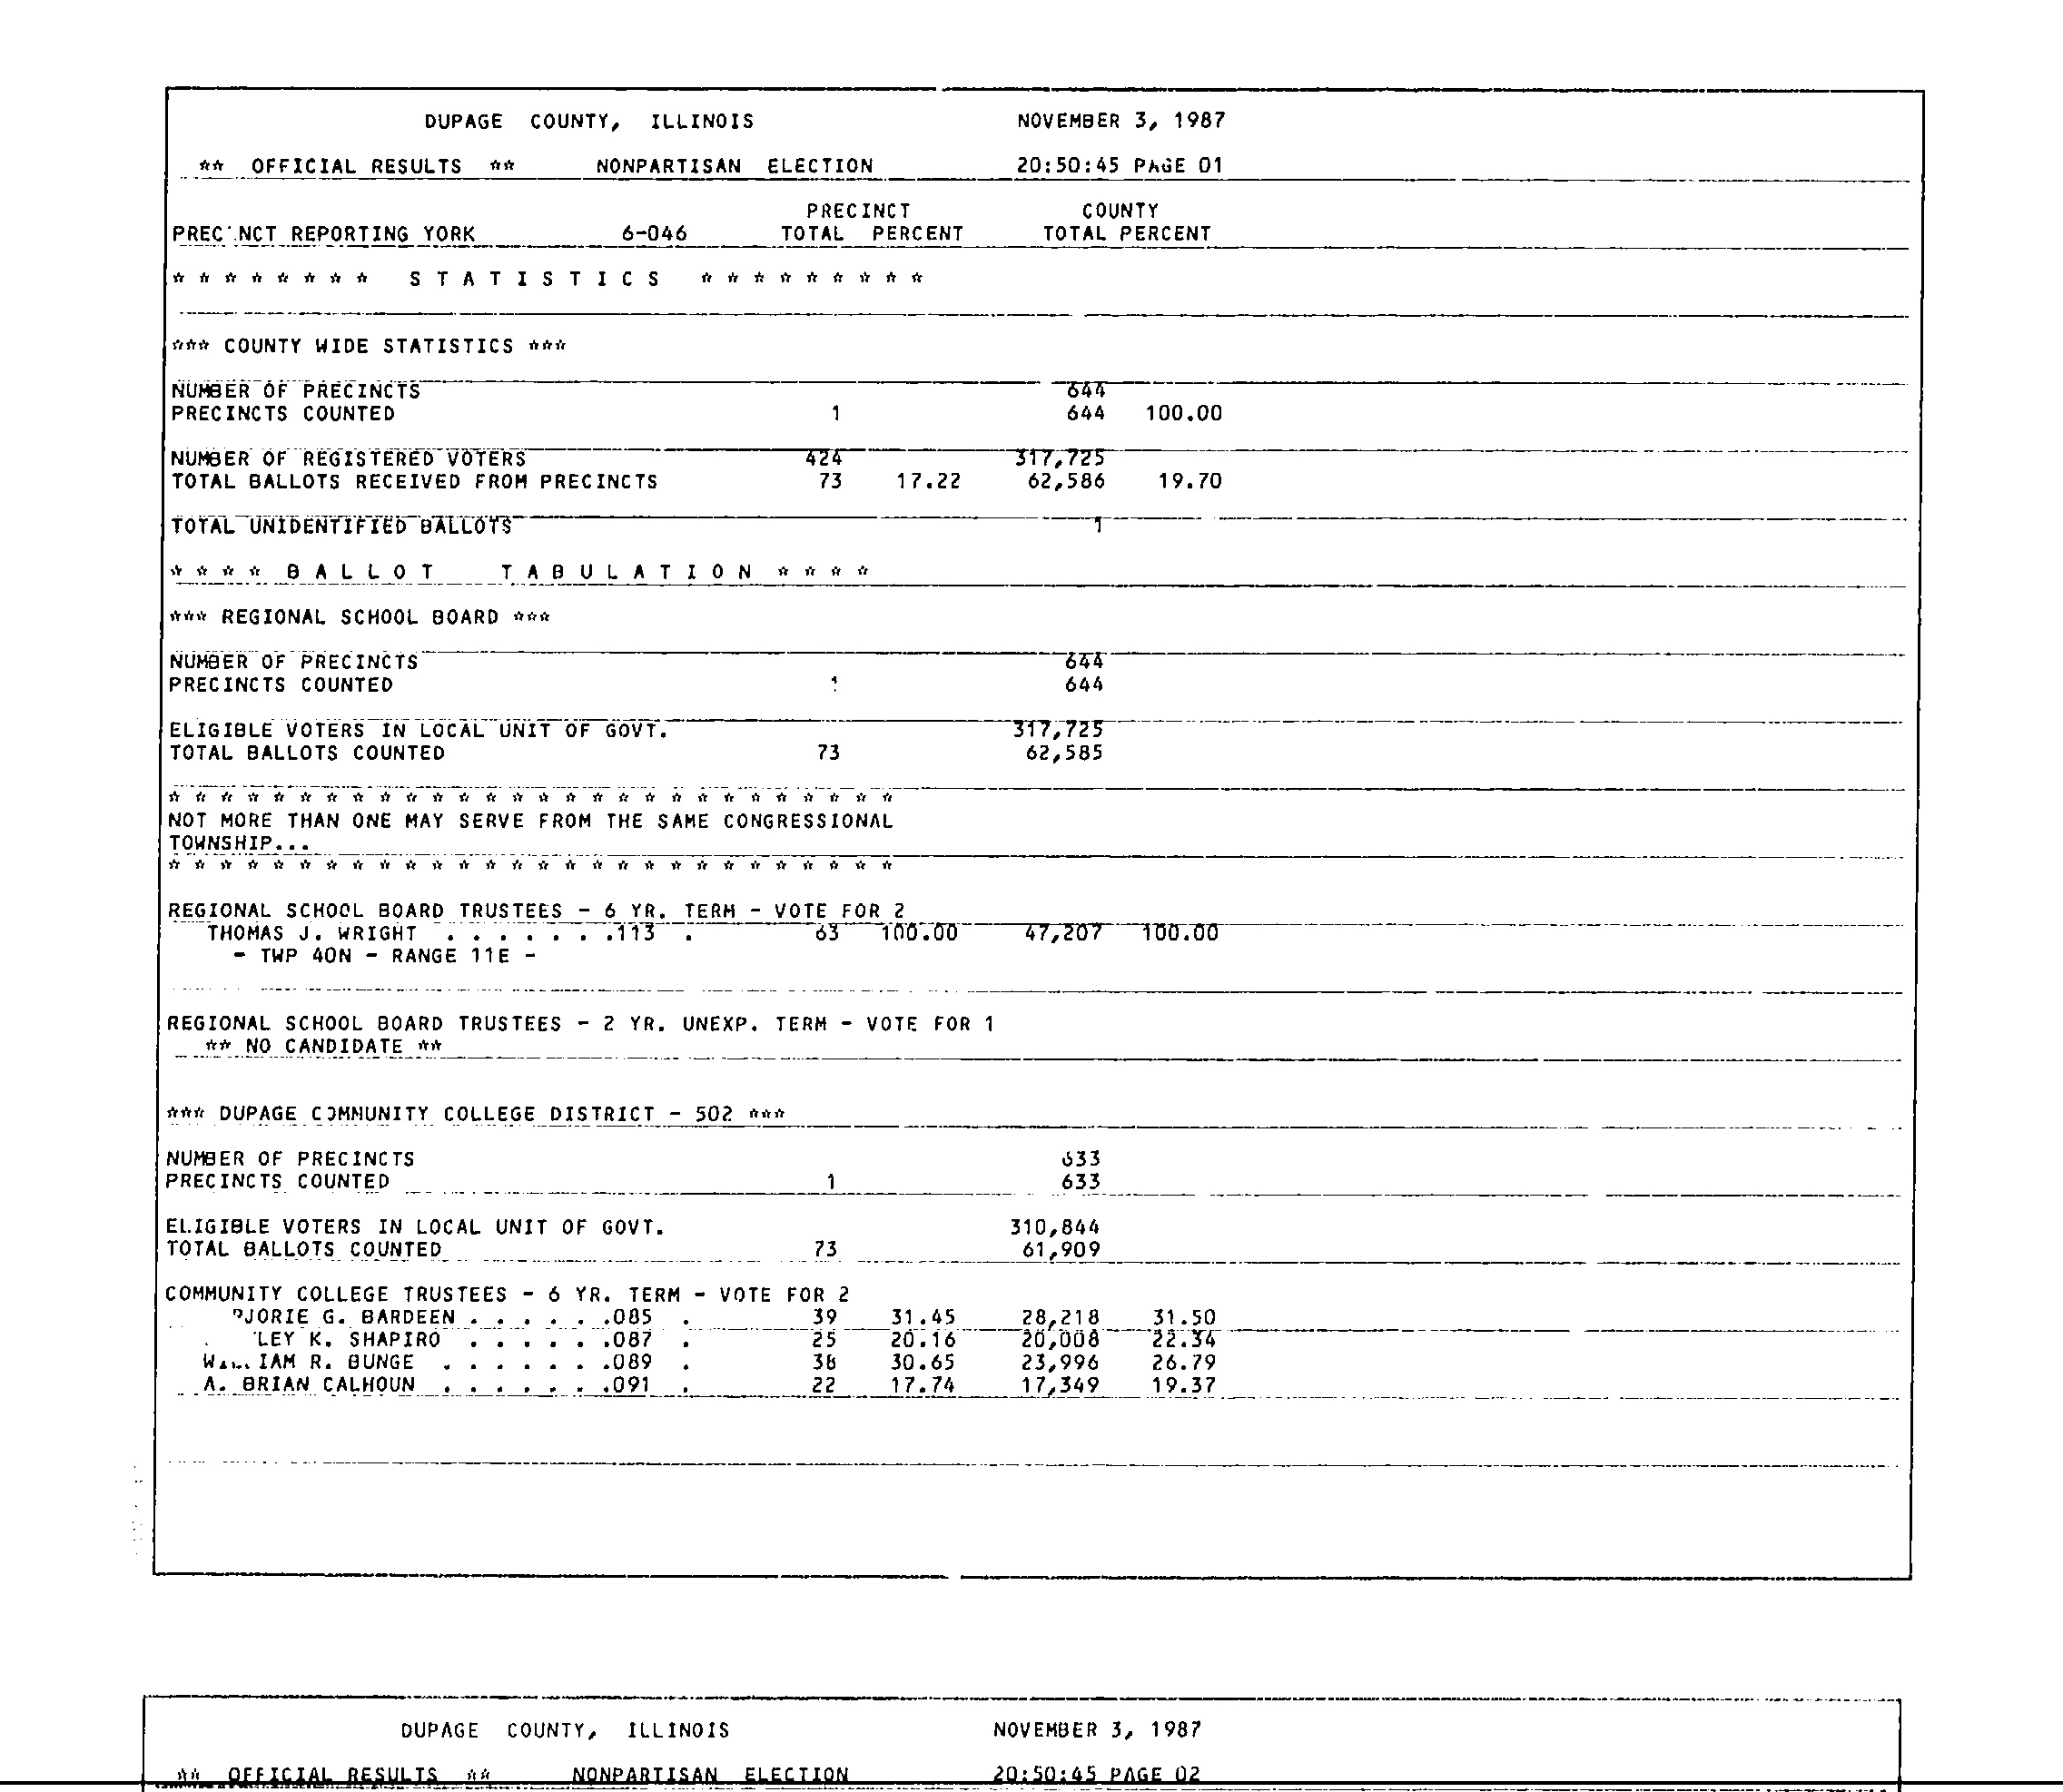 DUPAGE COUNTY, ILLINOIS NOVEMBER 3, 1987
** OFFICIAL RESULTS ** NONPARTISAN ELECTION 20:50:45 PAGE 01
PRECINCT COUNTY
PREC NCT REPORTING YORK 6-046 TOTAL PERCENT TOTAL PERCENT
* * * * * * * * S T A T I S T I C S * * * * * * * * *
*** COUNTY WIDE STATISTICS ***
NUMBER OF PRECINCTS 644
PRECINCTS COUNTED 1 644 100.00
NUMBER OF REGISTERED VOTERS 424 317,725
TOTAL BALLOTS RECEIVED FROM PRECINCTS 73 17.22 62,586 19.70
TOTAL UNIDENTIFIED BALLOTS 1
* * * * B A L L O T T A B U L A T I O N * * * *
*** REGIONAL SCHOOL BOARD ***
NUMBER OF PRECINCTS 644
PRECINCTS COUNTED 1 644
ELIGIBLE VOTERS IN LOCAL UNIT OF GOVT. 317,725
TOTAL BALLOTS COUNTED 73 62,585
* * * * * * * * * * * * * * * * * * * * * * * * * * * *
NOT MORE THAN ONE MAY SERVE FROM THE SAME CONGRESSIONAL
TOWNSHIP...
* * * * * * * * * * * * * * * * * * * * * * * * * * * *
REGIONAL SCHOOL BOARD TRUSTEES - 6 YR. TERM - VOTE FOR 2
THOMAS J. WRIGHT . . . . . . .113 . 63 100.00 47,207 100.00
- TWP 40N - RANGE 11E -
REGIONAL SCHOOL BOARD TRUSTEES - 2 YR. UNEXP. TERM - VOTE FOR 1
** NO CANDIDATE **
*** DUPAGE COMMUNITY COLLEGE DISTRICT - 502 ***
NUMBER OF PRECINCTS 633
PRECINCTS COUNTED 1 633
ELIGIBLE VOTERS IN LOCAL UNIT OF GOVT. 310,844
TOTAL BALLOTS COUNTED 73 61,909
COMMUNITY COLLEGE TRUSTEES - 6 YR. TERM - VOTE FOR 2
JORIE G. BARDEEN . . . . . .085 . 39 31.45 28,218 31.50
LEY K. SHAPIRO . . . . . .087 . 25 20.16 20,008 22.34
IAM R. BUNGE . . . . . . .089 . 38 30.65 23,996 26.79
A. BRIAN CALHOUN . . . . . . .091 . 22 17.74 17,349 19.37
DUPAGE COUNTY, ILLINOIS NOVEMBER 3, 1987
** OFFICIAL RESULTS ** NONPARTISAN ELECTION 20:50:45 PAGE 02